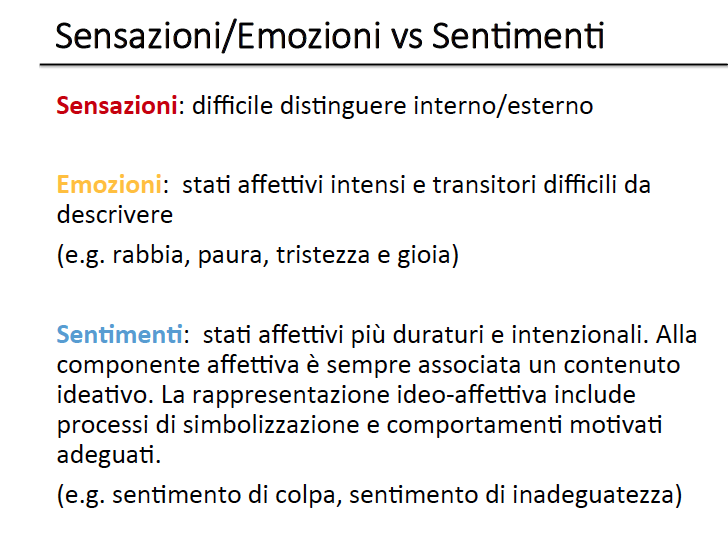 Sensazioni/Emozioni vs Sentimenti
Sensazioni: difficile distinguere interno/esterno
Emozioni: stati affettivi intensi e transitori difficili da
descrivere
(e.g. rabbia, paura, tristezza e gioia)
Sentimenti: stati affettivi più duraturi e intenzionali. Alla
componente affettiva è sempre associata un contenuto
ideativo. La rappresentazione ideo-affettiva include
processi di simbolizzazione e comportamenti motivati
adeguati.
(e.g. sentimento di colpa, sentimento di inadeguatezza)